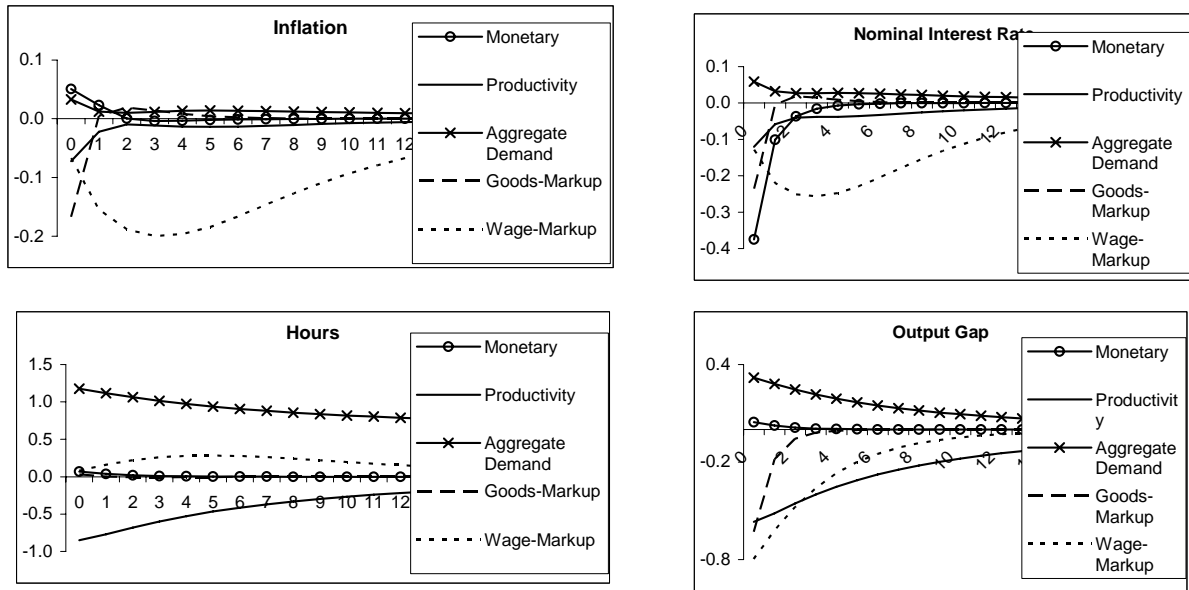 Inflation
0.1
0.0
-0.1
-0.2
0 1 2 3 4 5 6 7 8 9 10 11 12
Monetary
Productivity
Aggregate
Demand
Goods-Markup
Wage-Markup
Nominal Interest Rate
0.1
0.0
-0.1
-0.2
-0.3
-0.4
0 2 4 6 8 10 12
Monetary
Productivity
Aggregate
Demand
Goods-
Markup
Wage-
Markup
Hours
1.5
1.0
0.5
0.0
-0.5
-1.0
0 1 2 3 4 5 6 7 8 9 10 11 12
Monetary
Productivity
Aggregate
Demand
Goods-Markup
Wage-Markup
Output Gap
0.4
-0.2
-0.8
0 2 4 6 8 10 12
Monetary
Productivit
y
Aggregate
Demand
Goods-
Markup
Wage-
Markup